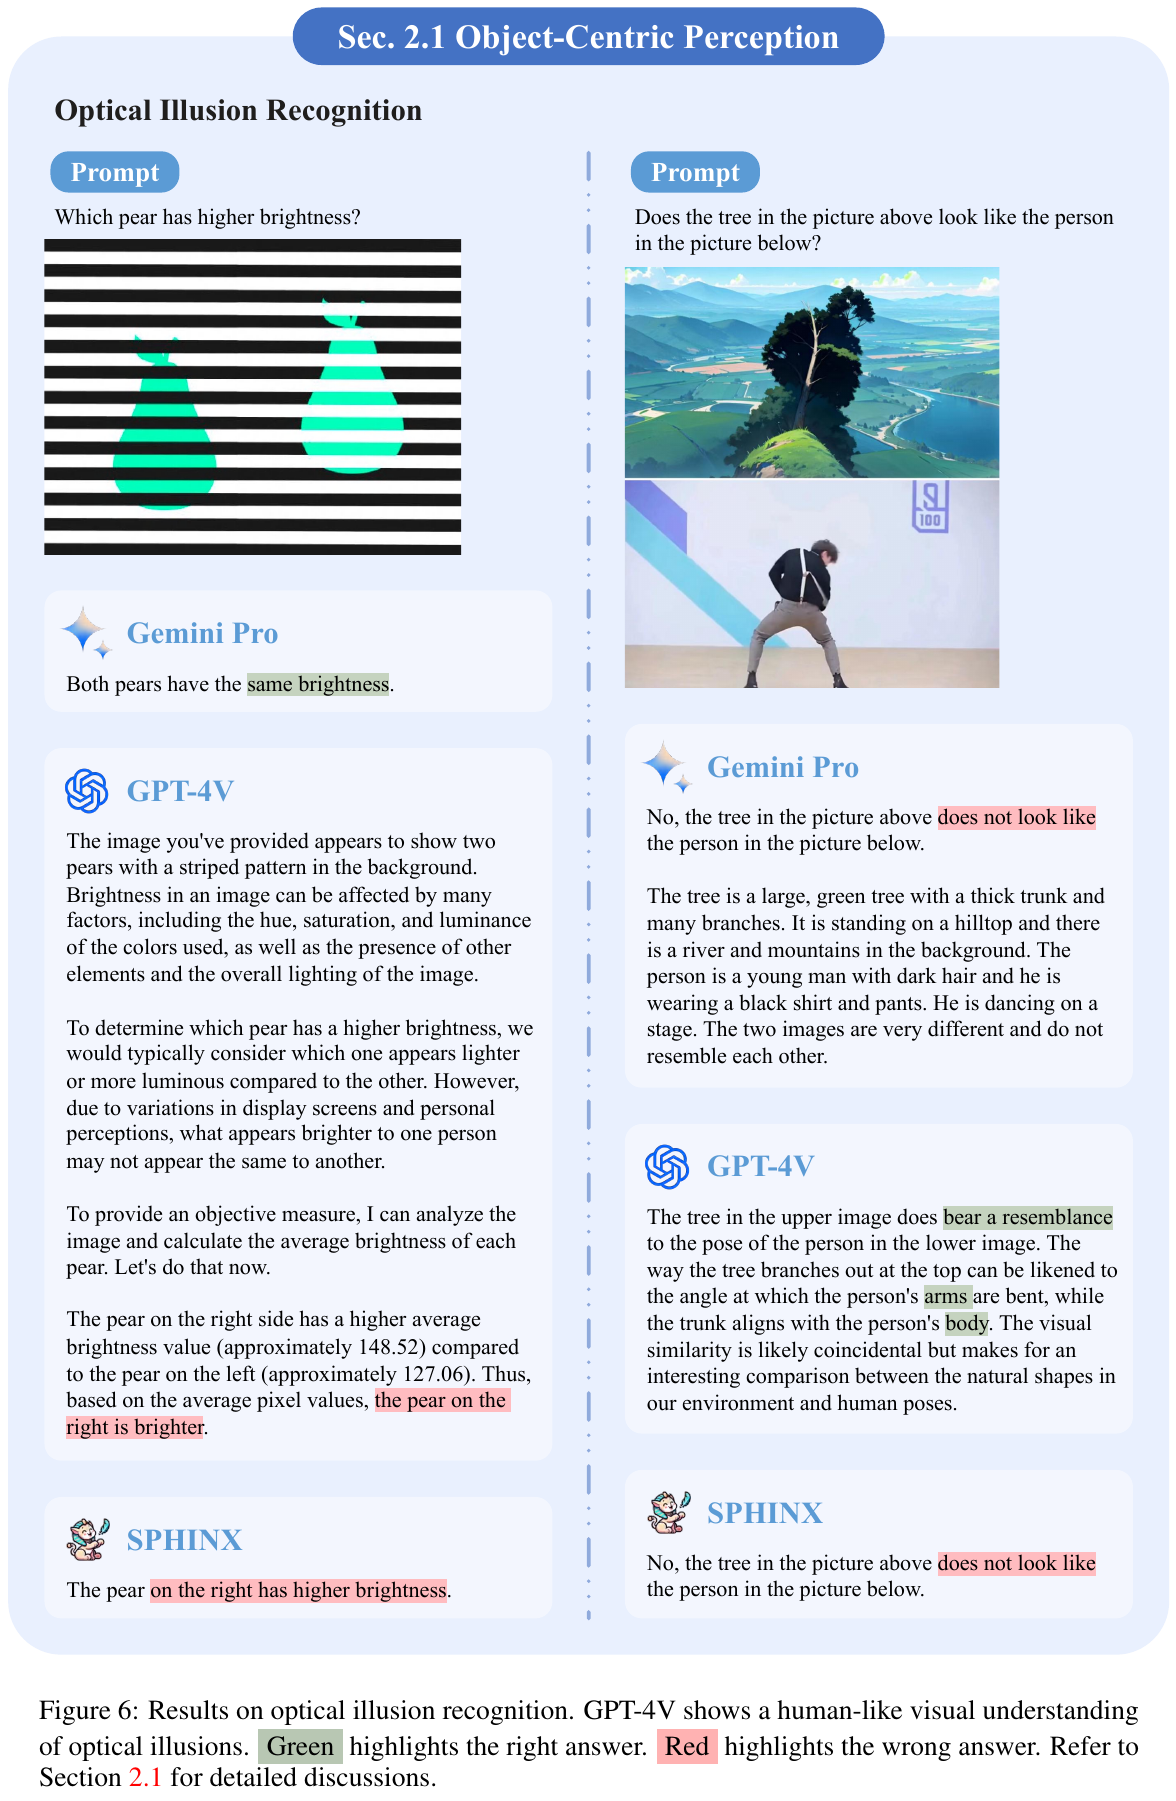 Sec. 2.1 Object-Centric Perception
Optical Illusion Recognition
Prompt
Which pear has higher brightness?
Gemini Pro
Both pears have the same brightness.
GPT-4V
The image you've provided appears to show two
pears with a striped pattern in the background.
Brightness in an image can be affected by many
factors, including the hue, saturation, and luminance
of the colors used, as well as the presence of other
elements and the overall lighting of the image.
To determine which pear has a higher brightness, we
would typically consider which one appears lighter
or more luminous compared to the other. However,
due to variations in display screens and personal
perceptions, what appears brighter to one person
may not appear the same to another.
To provide an objective measure, I can analyze the
image and calculate the average brightness of each
pear. Let's do that now.
The pear on the right side has a higher average
brightness value (approximately 148.52) compared
to the pear on the left (approximately 127.06). Thus,
based on the average pixel values, the pear on the
right is brighter.
SPHINX
The pear on the right has higher brightness.
Prompt
Does the tree in the picture above look like the person
in the picture below?
100
Gemini Pro
No, the tree in the picture above does not look like
the person in the picture below.
The tree is a large, green tree with a thick trunk and
many branches. It is standing on a hilltop and there
is a river and mountains in the background. The
person is a young man with dark hair and he is
wearing a black shirt and pants. He is dancing on a
stage. The two images are very different and do not
resemble each other.
GPT-4V
The tree in the upper image does bear a resemblance
to the pose of the person in the lower image. The
way the tree branches out at the top can be likened to
the angle at which the person's arms are bent, while
the trunk aligns with the person's body. The visual
similarity is likely coincidental but makes for an
interesting comparison between the natural shapes in
our environment and human poses.
SPHINX
No, the tree in the picture above does not look like
the person in the picture below.
Figure 6: Results on optical illusion recognition. GPT-4V shows a human-like visual understanding
of optical illusions. Green highlights the right answer. Red highlights the wrong answer. Refer to
Section 2.1 for detailed discussions.